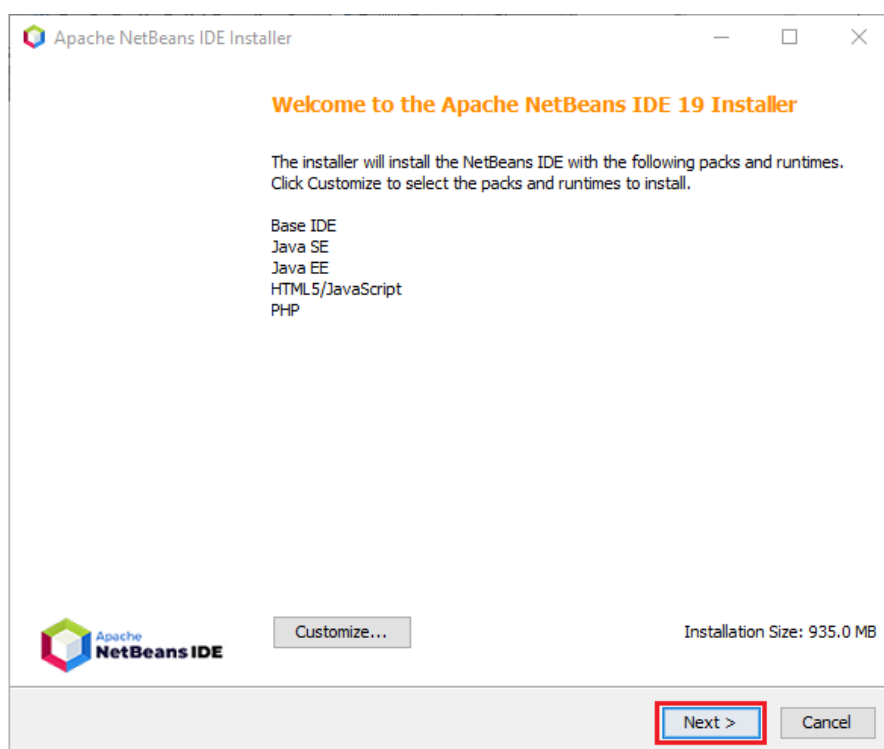 Apache NetBeans IDE Installer
Welcome to the Apache NetBeans IDE 19 Installer
The installer will install the NetBeans IDE with the following packs and runtimes.
Click Customize to select the packs and runtimes to install.
Base IDE
Java SE
Java EE
HTML5/JavaScript
PHP
Apache
NetBeans IDE
Customize...
Installation Size: 935.0 MB
Next >
Cancel